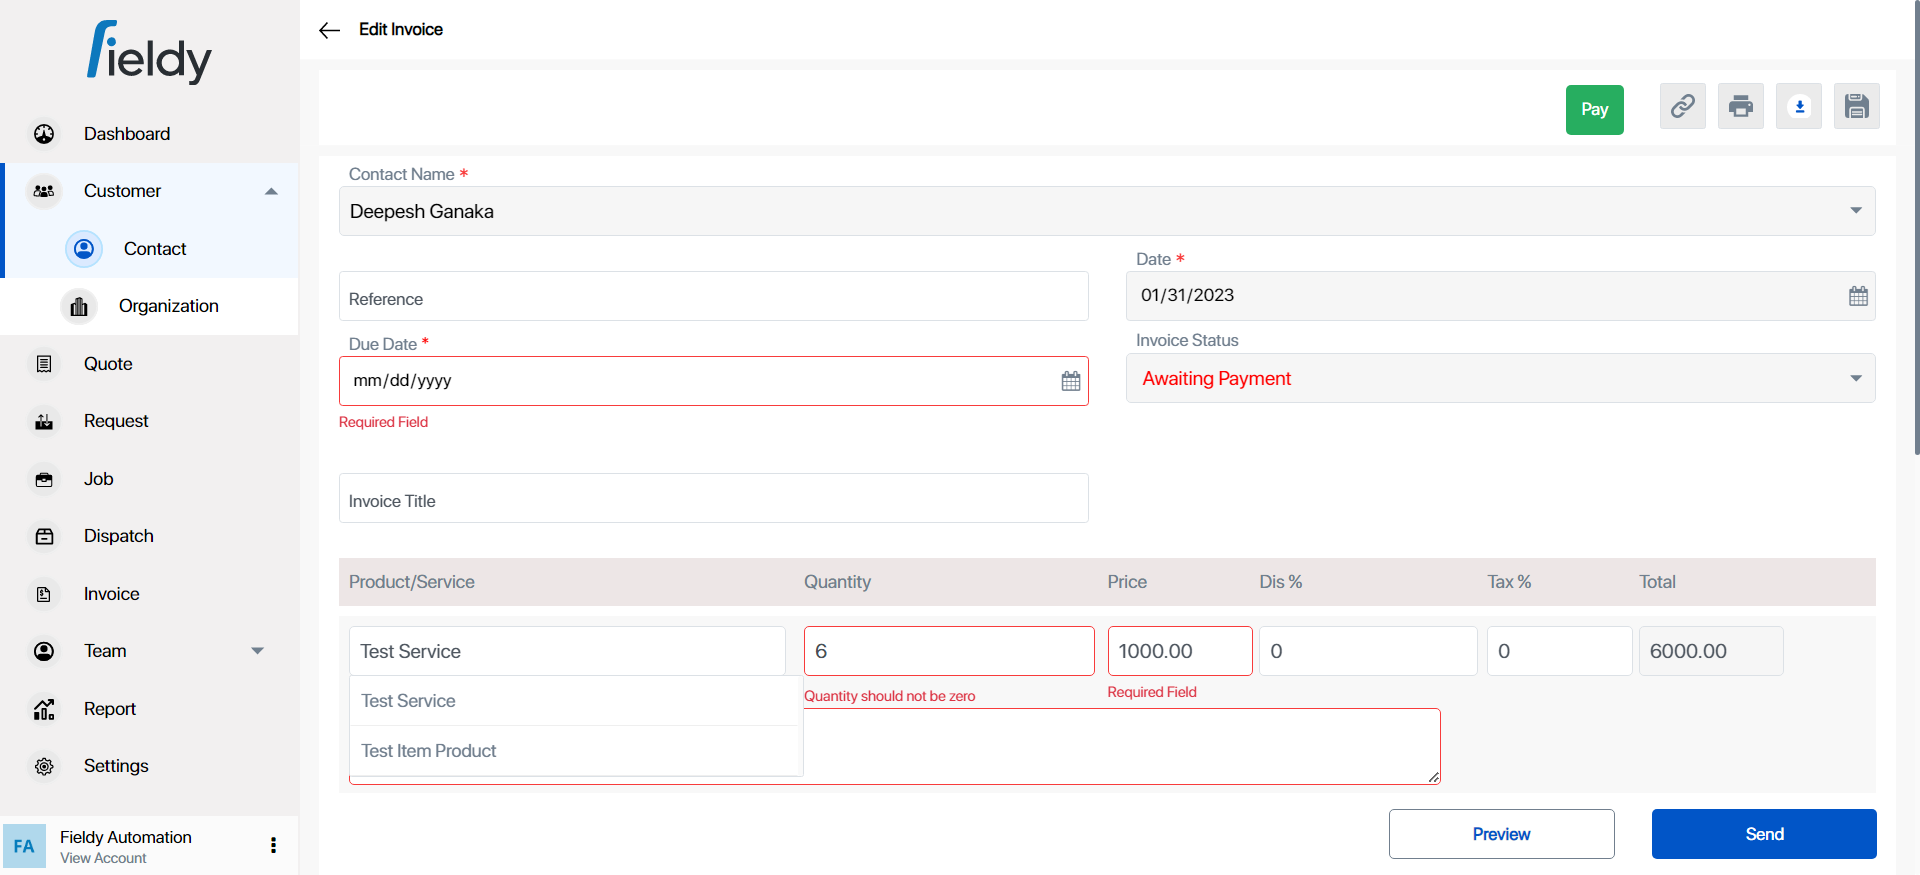 fieldy
Dashboard
Customer
Contact
Organization
Quote
Request
Job
Dispatch
Invoice
Team
Report
Settings
FA
Fieldy Automation
View Account
Edit Invoice
Pay
Contact Name *
Deepesh Ganaka
Reference
Date *
01/31/2023
Due Date *
mm/dd/yyyy
Required Field
Invoice Status
Awaiting Payment
Invoice Title
Product/Service Quantity Price Dis % Tax % Total
Test Service 6 1000.00 0 0 6000.00
Quantity should not be zero Required Field
Test Service
Test Item Product
Preview Send